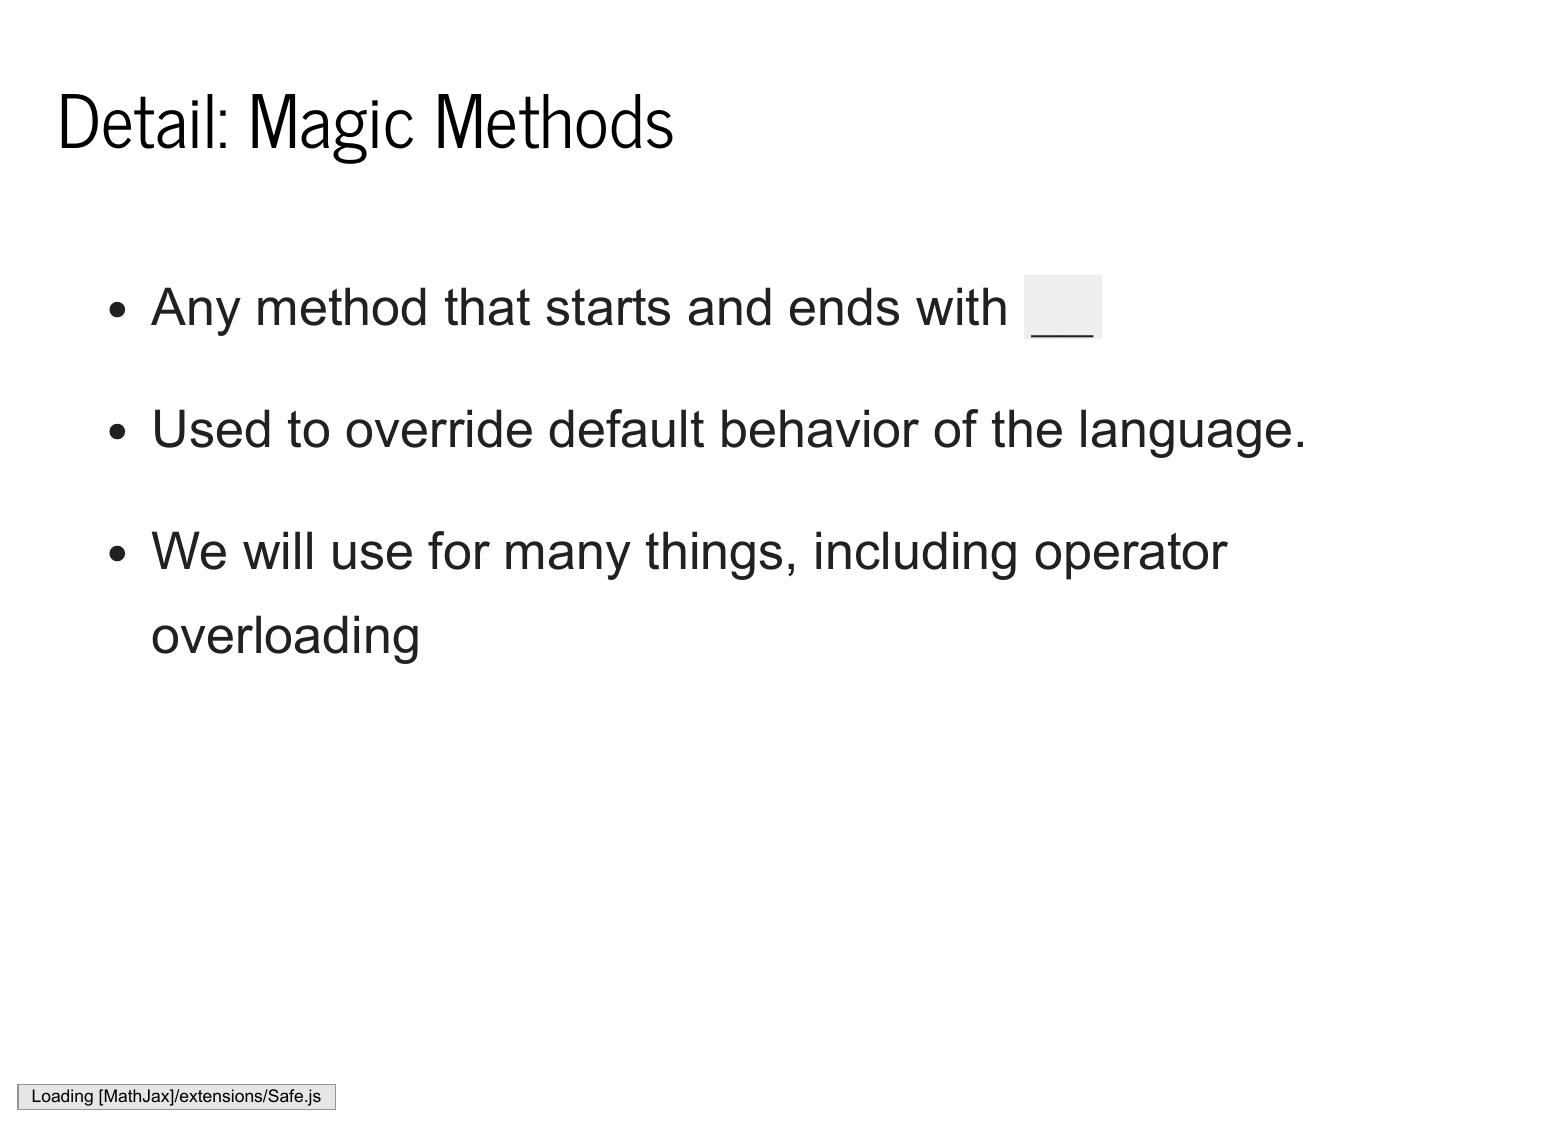 Detail: Magic Methods
• Any method that starts and ends with __
• Used to override default behavior of the language.
• We will use for many things, including operator
overloading
Loading [MathJax]/extensions/Safe.js